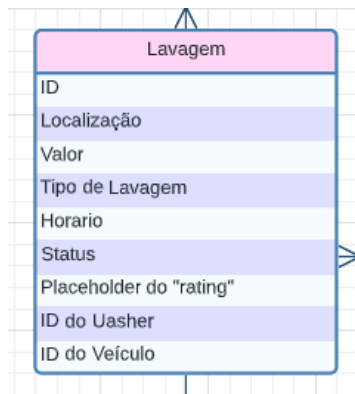 Lavagem
ID
Localização
Valor
Tipo de Lavagem
Horario
Status
Placeholder do "rating"
ID do Uasher
ID do Veículo